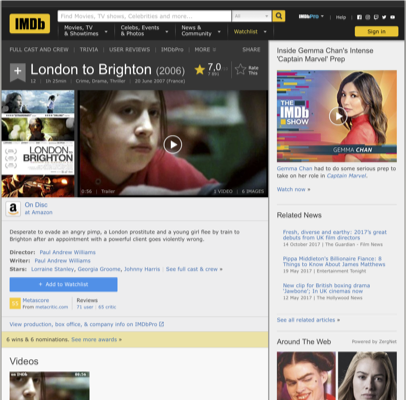 IMDb
Find Movies, TV shows, Celebrities and more...
All
IMDbPro
Help
Movies, TV
& Showtimes
Celebs, Events
& Photos
News &
Community
Watchlist
Sign in
FULL CAST AND CREW | TRIVIA | USER REVIEWS | IMDbPro | MORE
SHARE
London to Brighton (2006)
7,0
Rate
This
12 | 1h 20min | Crime, Drama, Thriller | 20 June 2007 (France)
LONDON
BRIGHTON
0:56 | Trailer
1 VIDEO | 6 IMAGES
On Disc
at Amazon
Desperate to evade an angry pimp, a London prostitute and a young girl flee by train to
Brighton after an appointment with a powerful client goes violently wrong.
Director: Paul Andrew Williams
Writer: Paul Andrew Williams
Stars: Lorraine Stanley, Georgia Groome, Johnny Harris | See full cast & crew »
+ Add to Watchlist
Metascore
From metacritic.com
Reviews
71 user | 65 critic
View production, box office, & company info on IMDbPro
6 wins & 6 nominations. See more awards »
Videos
Inside Gemma Chan's Intense
'Captain Marvel' Prep
THE
IMDb
SHOW
GEMMA CHAN
Gemma Chan had to do some serious prep to
take on her role in Captain Marvel.
Watch now »
Related News
Fresh, diverse and earthy: 2017's great
debuts from UK film directors
14 October 2017 | The Guardian - Film News
Pippa Middleton's Billionaire Fiance: 8
Things to Know About James Matthews
19 May 2017 | Entertainment Tonight
New clip for British boxing drama
'Jawbone'; In UK cinemas now
12 May 2017 | The Hollywood News
See all related articles »
Around The Web
Powered by ZergNet